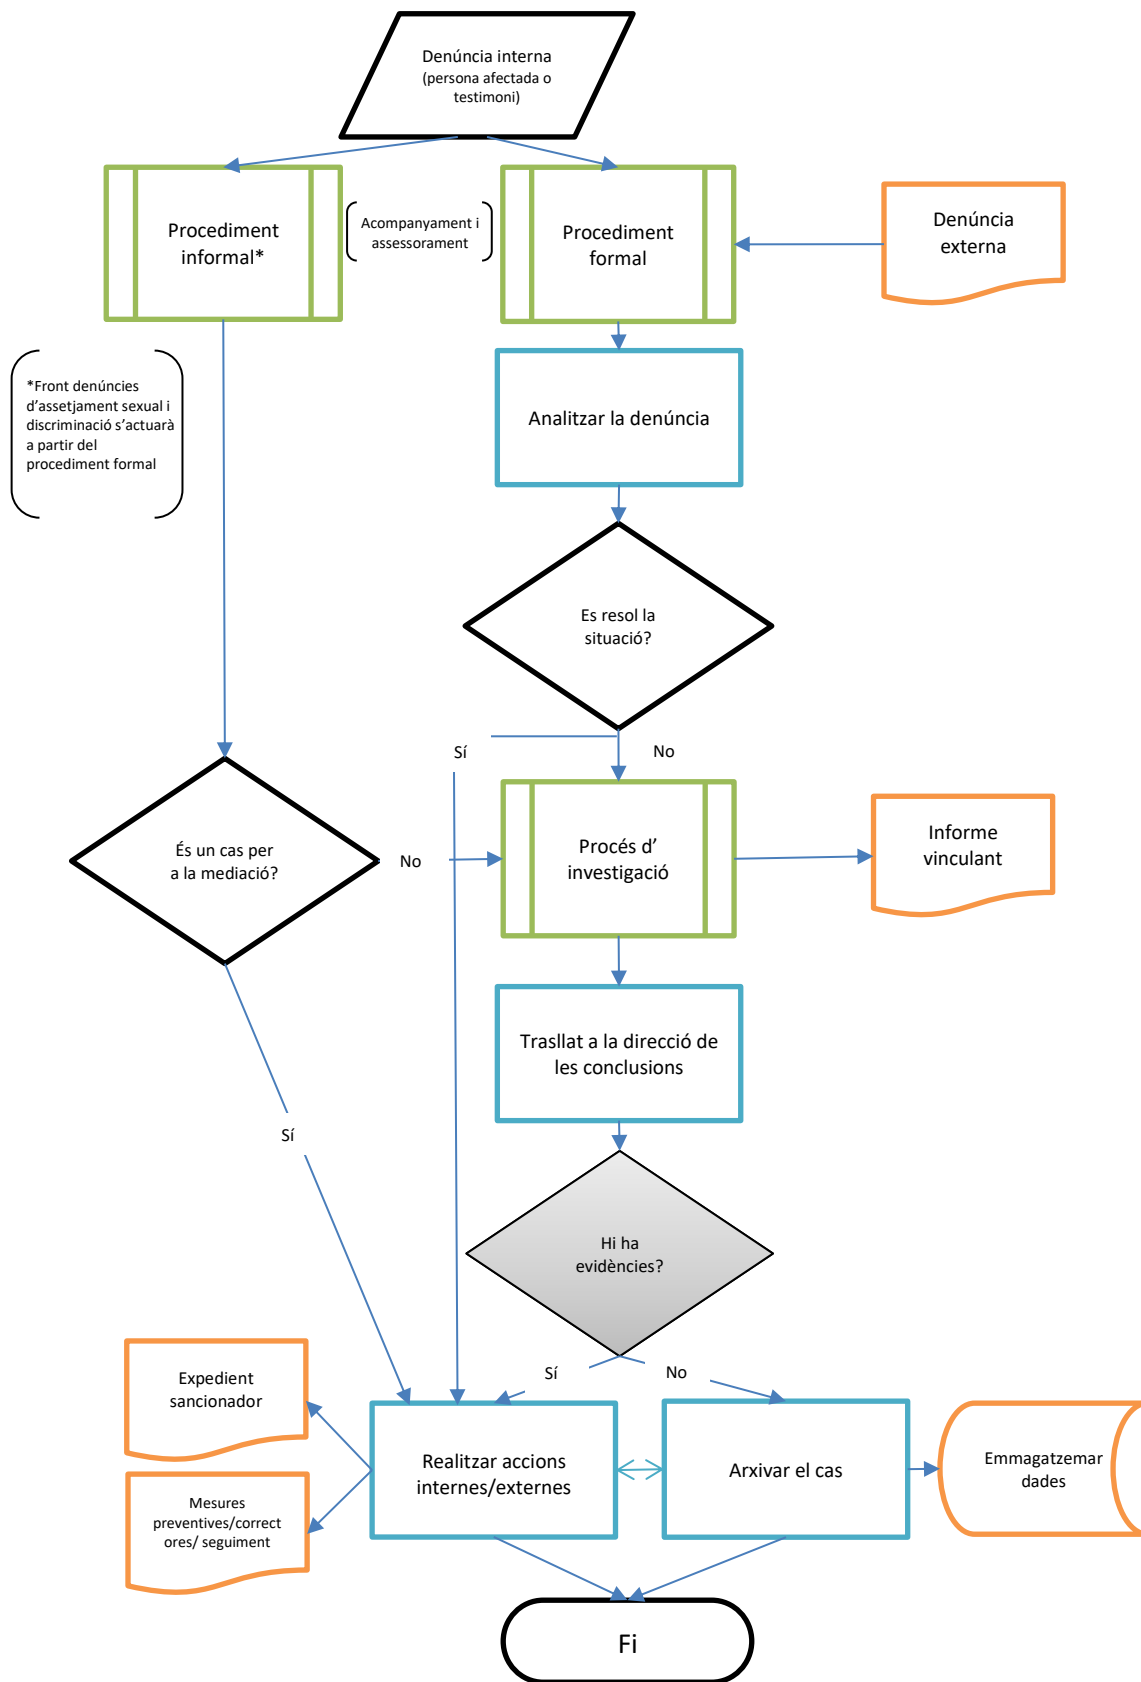 Denúncia interna
(persona afectada o
testimoni)
Procediment
informal*
Acompanyament i
assessorament
Procediment
formal
Denúncia
externa
*Front denúncies
d’assetjament sexual i
discriminació s’actuarà
a partir del
procediment formal
Analitzar la denúncia
Es resol la
situació?
Sí
No
És un cas per
a la mediació?
No
Procés d’
investigació
Informe
vinculant
Trasllat a la direcció de
les conclusions
Sí
Hi ha
evidències?
Sí
No
Expedient
sancionador
Mesures
preventives/correct
ores/ seguiment
Realitzar accions
internes/externes
Arxivar el cas
Emmagatzemar
dades
Fi